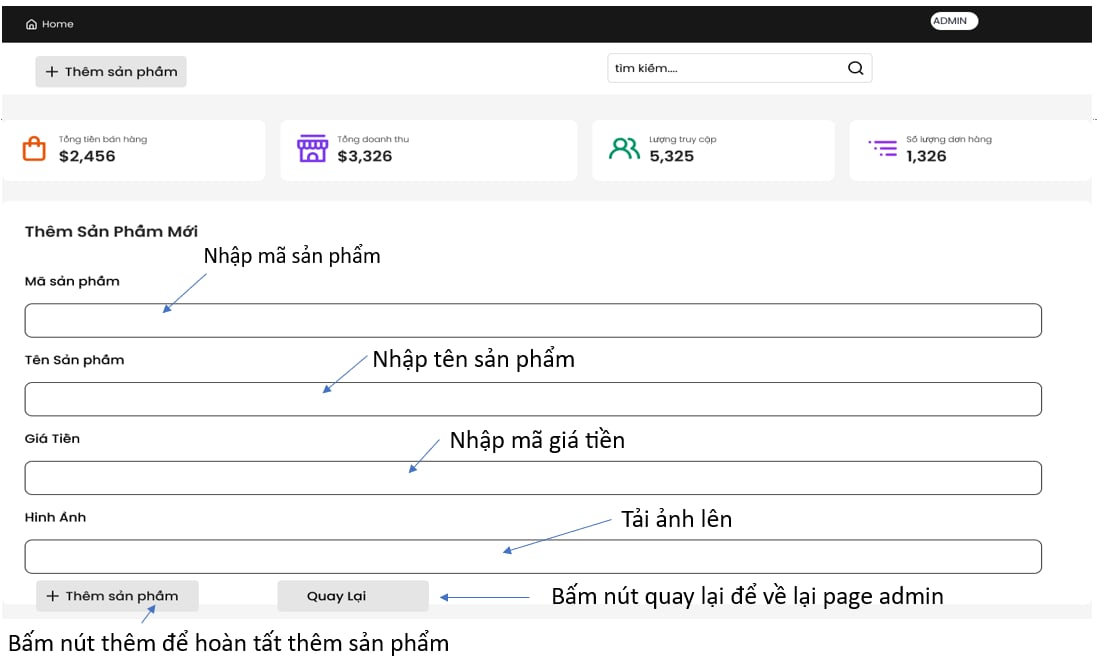 Home
ADMIN
+ Thêm sản phẩm
tìm kiếm....
Tổng tiền bán hàng
$2,456
Tổng doanh thu
$3,326
Lượng truy cập
5,325
Số lượng đơn hàng
1,326
Thêm Sản Phẩm Mới
Nhập mã sản phẩm
Mã sản phẩm
Tên Sản phẩm
Nhập tên sản phẩm
Giá Tiền
Nhập mã giá tiền
Hình Ảnh
Tải ảnh lên
+ Thêm sản phẩm
Quay Lại
Bấm nút quay lại để về lại page admin
Bấm nút thêm để hoàn tất thêm sản phẩm